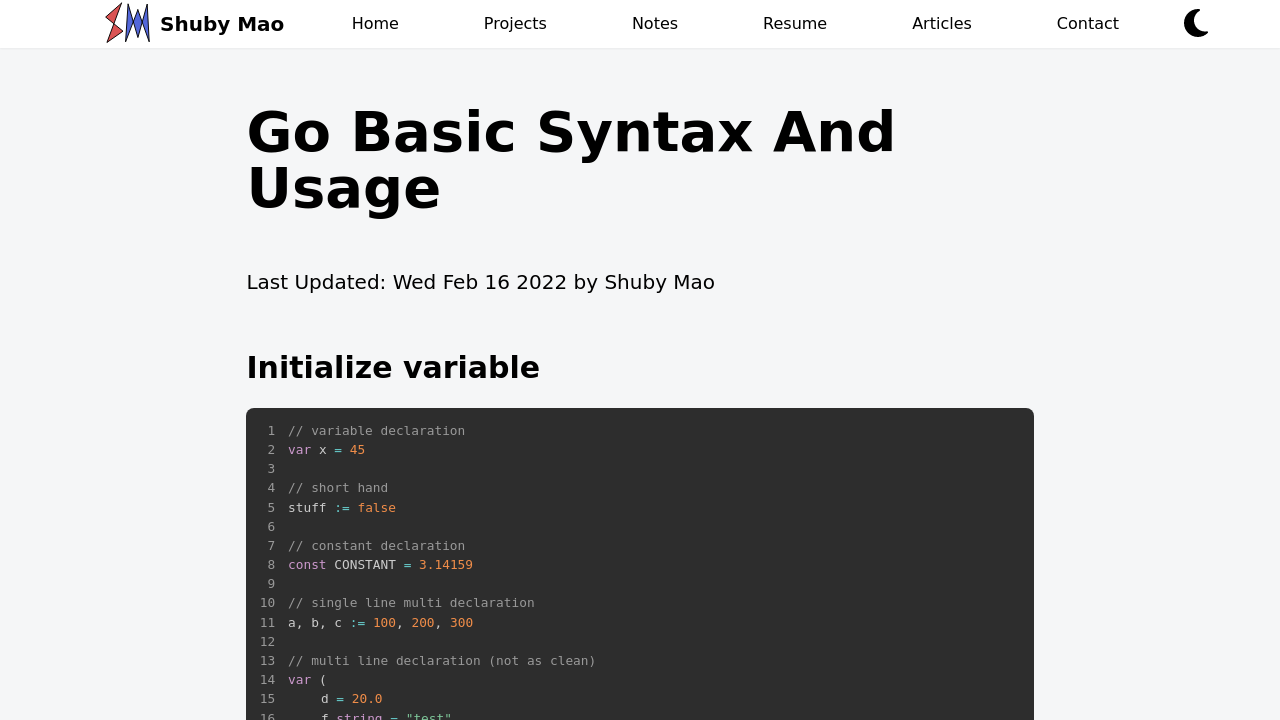 Shuby Mao Home Projects Notes Resume Articles Contact
Go Basic Syntax And
Usage
Last Updated: Wed Feb 16 2022 by Shuby Mao
Initialize variable
1 // variable declaration
2 var x = 45
3
4 // short hand
5 stuff := false
6
7 // constant declaration
8 const CONSTANT = 3.14159
9
10 // single line multi declaration
11 a, b, c := 100, 200, 300
12
13 // multi line declaration (not as clean)
14 var (
15 d = 20.0
16 f string = "test"